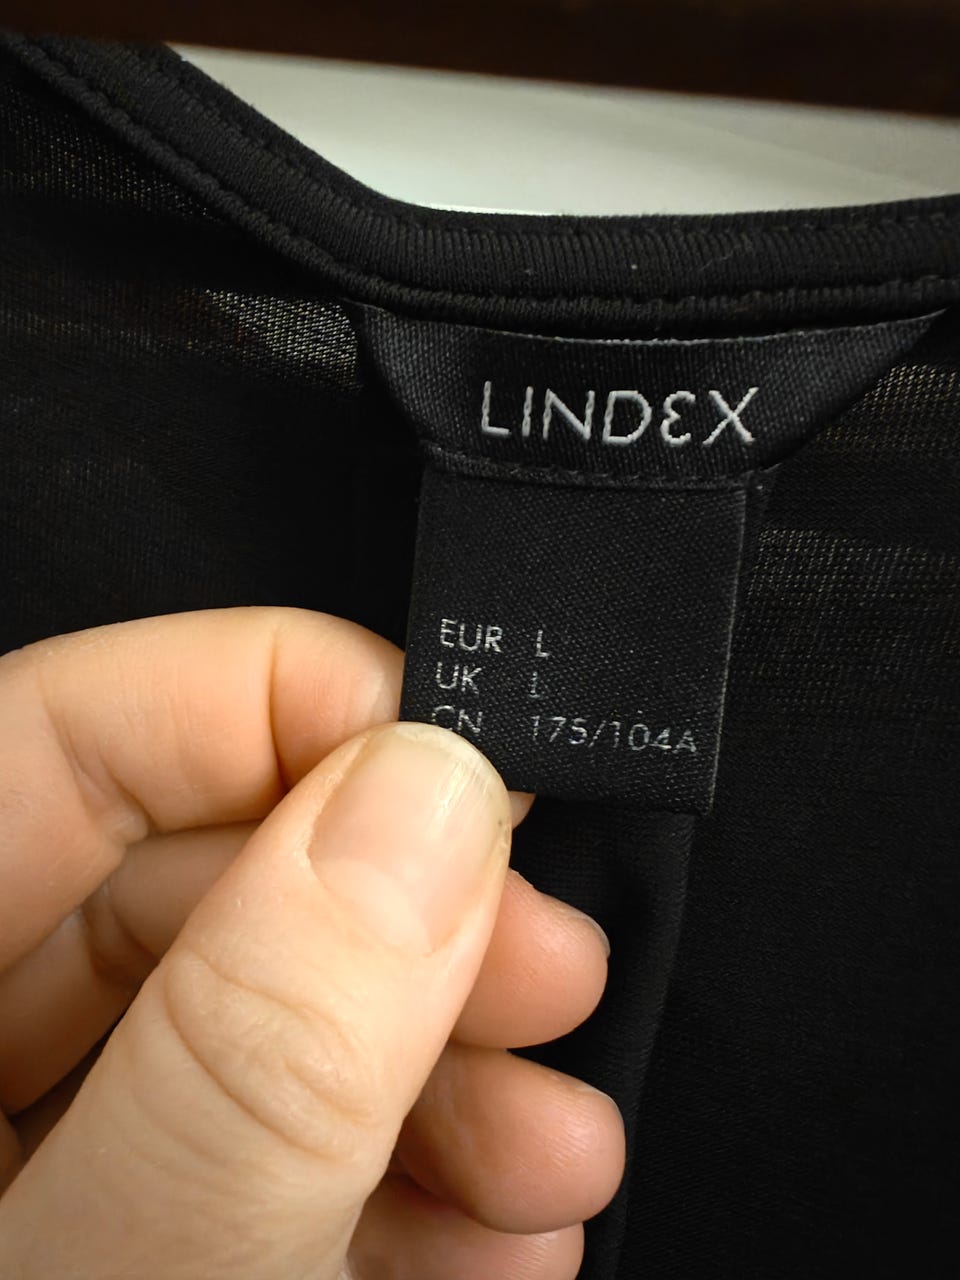 LINDEX
EUR L
UK L
CN 175/104A